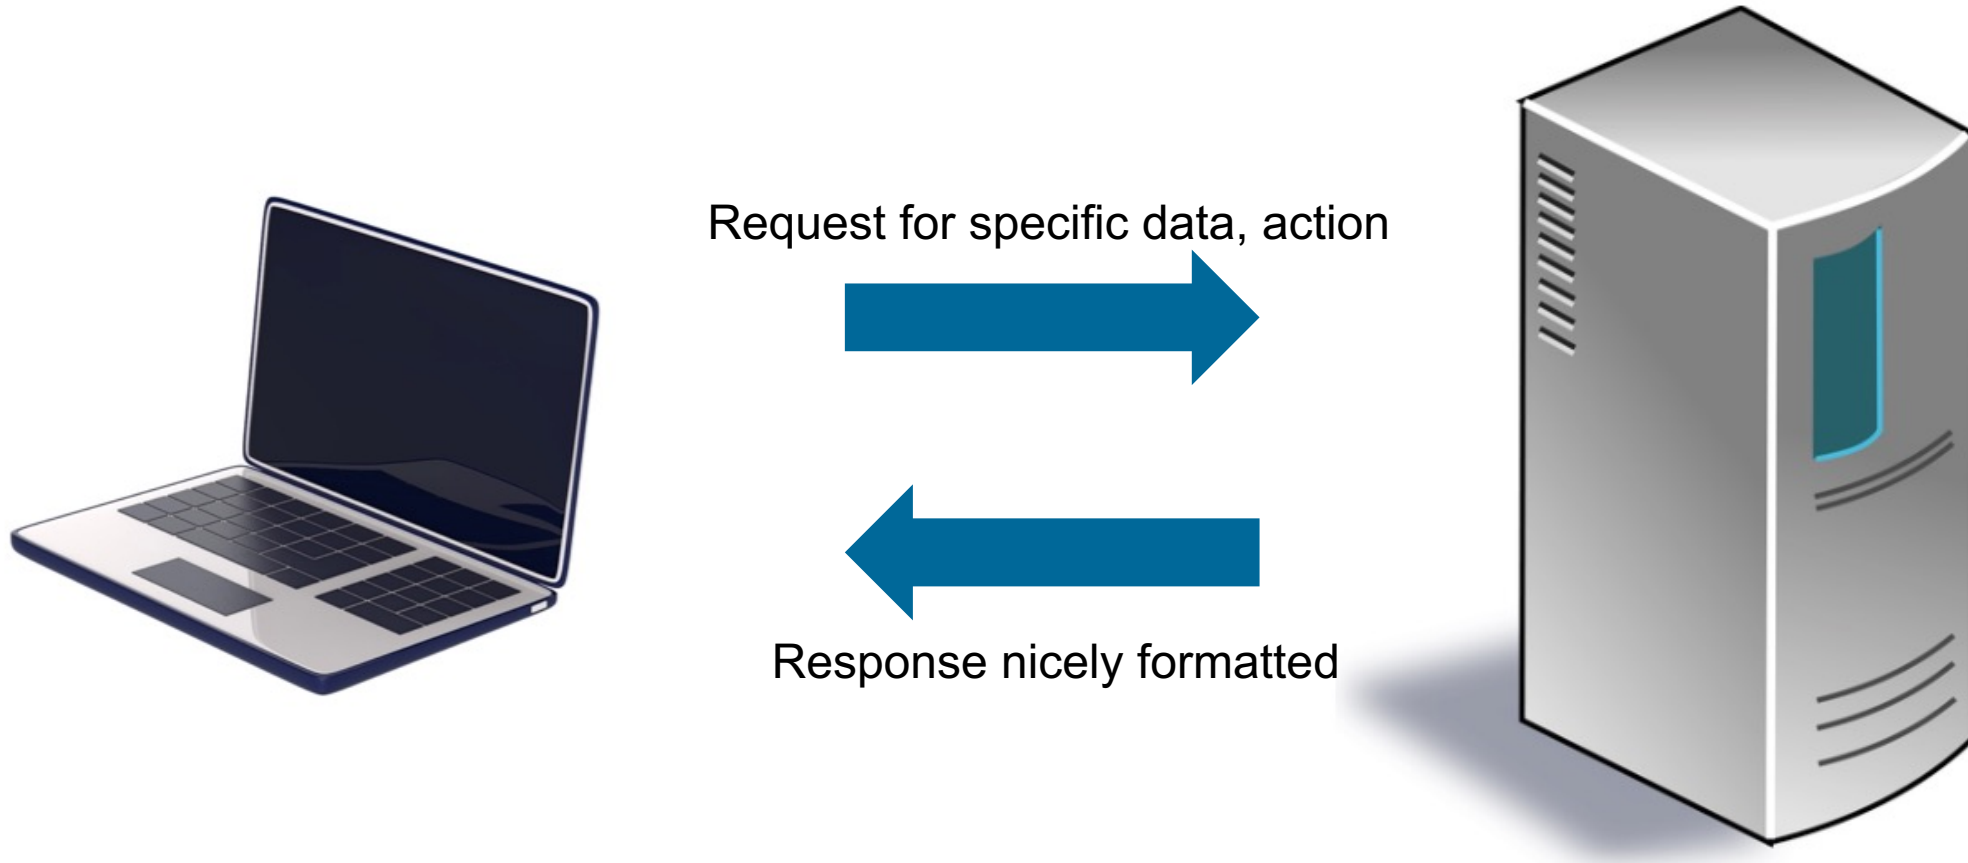 Request for specific data, action
Response nicely formatted